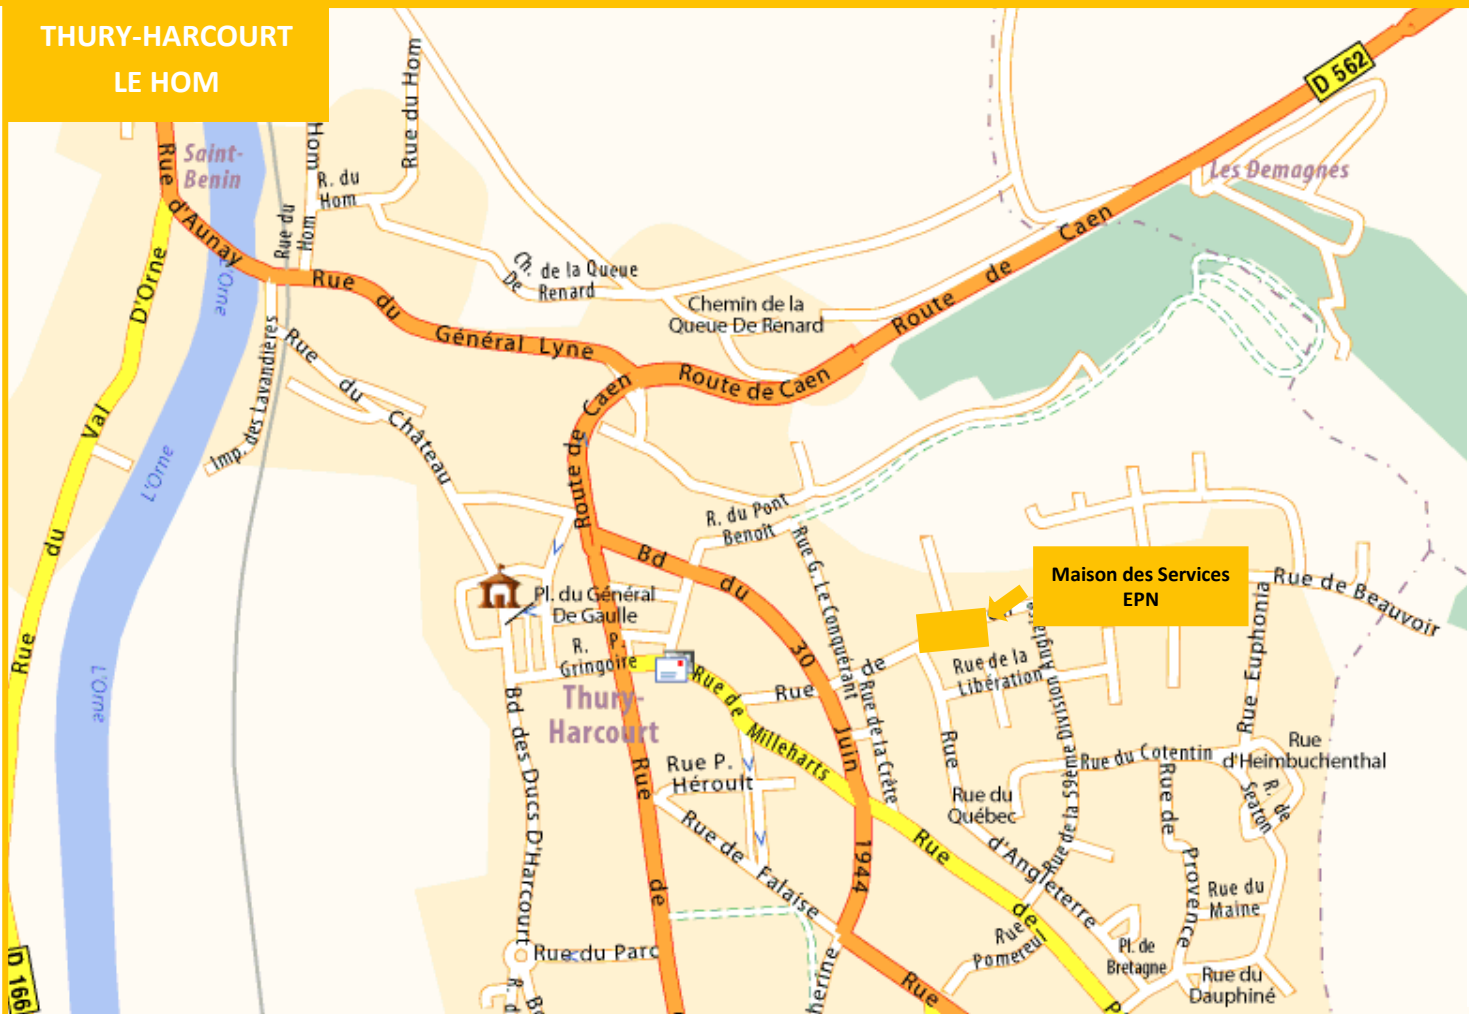 THURY-HARCOURT
LE HOM
D 562
Saint-
Benin
Rue d'Aunay
Hom
R. du
Hom
Rue du Hom
Rue du
Hom
Les Demagnes
Ch. de la Queue
De Renard
Chemin de la
Queue De Renard
Route de Caen
Rue du Général Lyne
Route de Caen
Route de Caen
L'Orne
Rue du Val D'Orne
Imp. des Lavandières
Rue du Château
L'Orne
L'Orne
R. du Pont
Benoît
Bd du 30 Juin 1944
Rue G. Le Conquérant
Maison des Services
EPN
Rue de Beauvoir
Pl. du Général
De Gaulle
R. P.
Gringoire
Thury-
Harcourt
Rue de Milleharts
Rue de
Rue de la
Libération
Rue de la 59ème Division Anglaise
Rue Euphonia
Rue de la Crête
Bd des Ducs D'Harcourt
Rue P.
Héroult
Rue de Falaise
Rue de
Rue du Cotentin
Rue
d'Heimbuchenthal
R. de
Seaton
Rue du
Québec
Rue d'Angleterre
Rue de Provence
Rue du
Maine
Rue de
Rue
Pomereu
Pl. de
Bretagne
Rue du
Dauphiné
Rue du Parc
Rue
D 166
R. d
herine